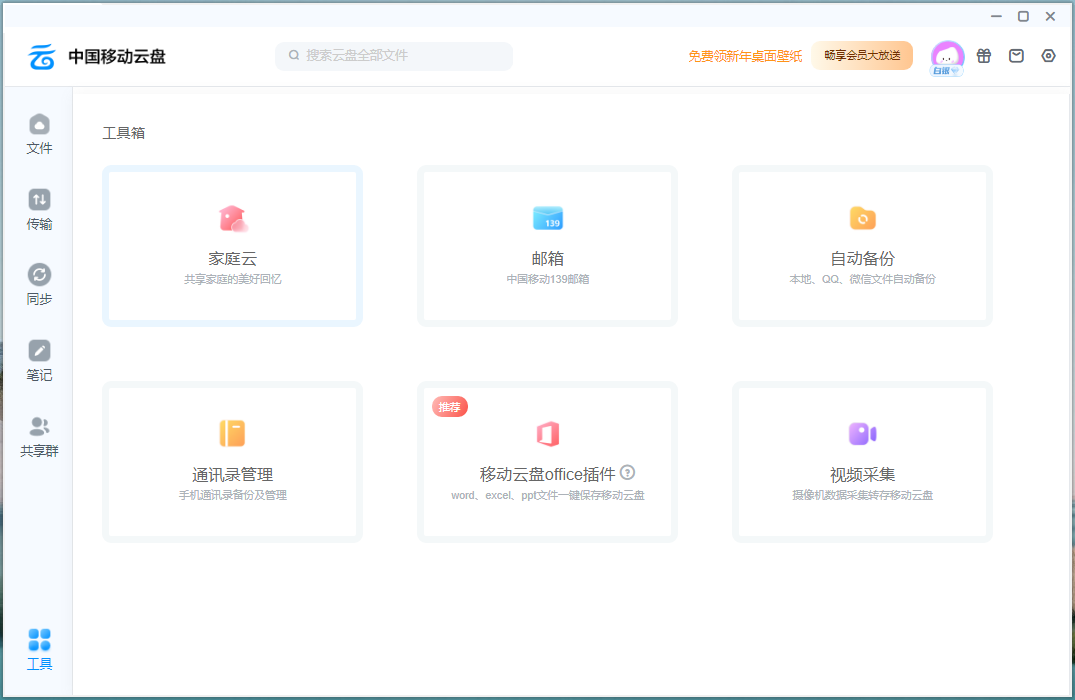 中国移动云盘
搜索云盘全部文件
免费领新年桌面壁纸
畅享会员大放送
白银
文件
传输
同步
笔记
共享群
工具
工具箱
家庭云
共享家庭的美好回忆
139
邮箱
中国移动139邮箱
自动备份
本地、QQ、微信文件自动备份
通讯录管理
手机通讯录备份及管理
推荐
移动云盘office插件
word、excel、ppt文件一键保存移动云盘
视频采集
摄像机数据采集转存移动云盘